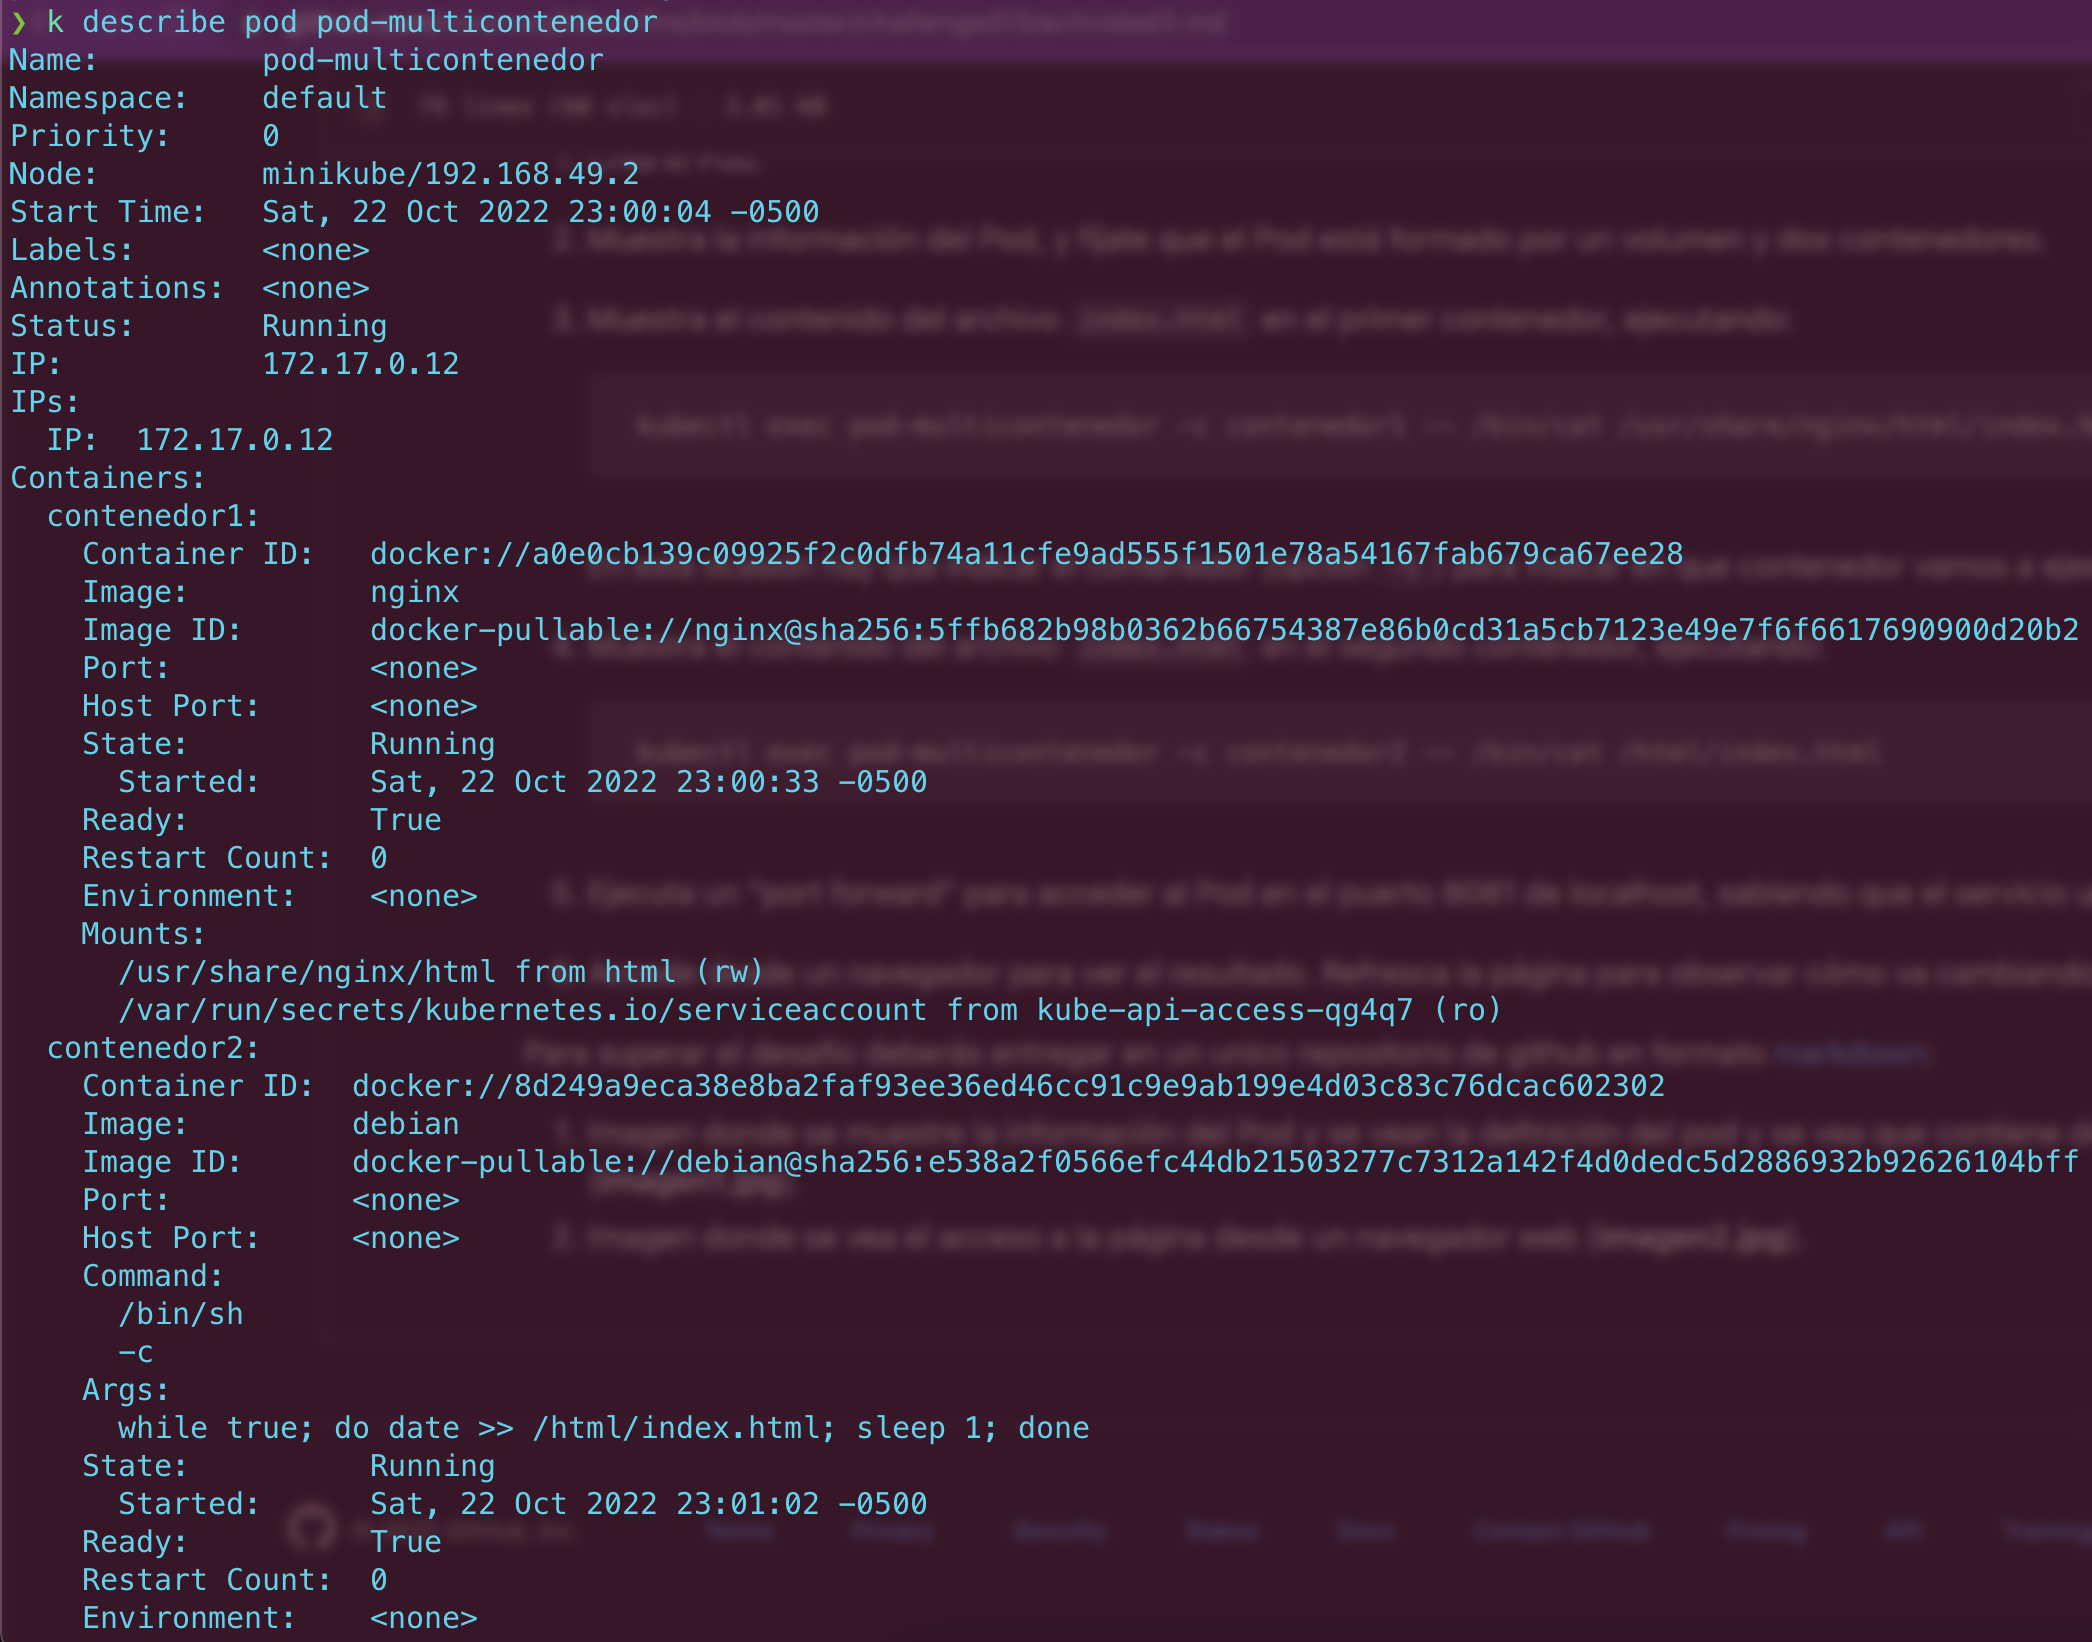 ❯ k describe pod pod-multicontenedor
Name:         pod-multicontenedor
Namespace:    default
Priority:     0
Node:         minikube/192.168.49.2
Start Time:   Sat, 22 Oct 2022 23:00:04 -0500
Labels:       <none>
Annotations:  <none>
Status:       Running
IP:           172.17.0.12
IPs:
  IP:  172.17.0.12
Containers:
  contenedor1:
    Container ID:   docker://a0e0cb139c09925f2c0dfb74a11cfe9ad555f1501e78a54167fab679ca67ee28
    Image:          nginx
    Image ID:       docker-pullable://nginx@sha256:5ffb682b98b0362b66754387e86b0cd31a5cb7123e49e7f6f6617690900d20b2
    Port:           <none>
    Host Port:      <none>
    State:          Running
      Started:      Sat, 22 Oct 2022 23:00:33 -0500
    Ready:          True
    Restart Count:  0
    Environment:    <none>
    Mounts:
      /usr/share/nginx/html from html (rw)
      /var/run/secrets/kubernetes.io/serviceaccount from kube-api-access-qg4q7 (ro)
  contenedor2:
    Container ID:  docker://8d249a9eca38e8ba2faf93ee36ed46cc91c9e9ab199e4d03c83c76dcac602302
    Image:         debian
    Image ID:      docker-pullable://debian@sha256:e538a2f0566efc44db21503277c7312a142f4d0dedc5d2886932b92626104bff
    Port:          <none>
    Host Port:     <none>
    Command:
      /bin/sh
      -c
    Args:
      while true; do date >> /html/index.html; sleep 1; done
    State:          Running
      Started:      Sat, 22 Oct 2022 23:01:02 -0500
    Ready:          True
    Restart Count:  0
    Environment:    <none>